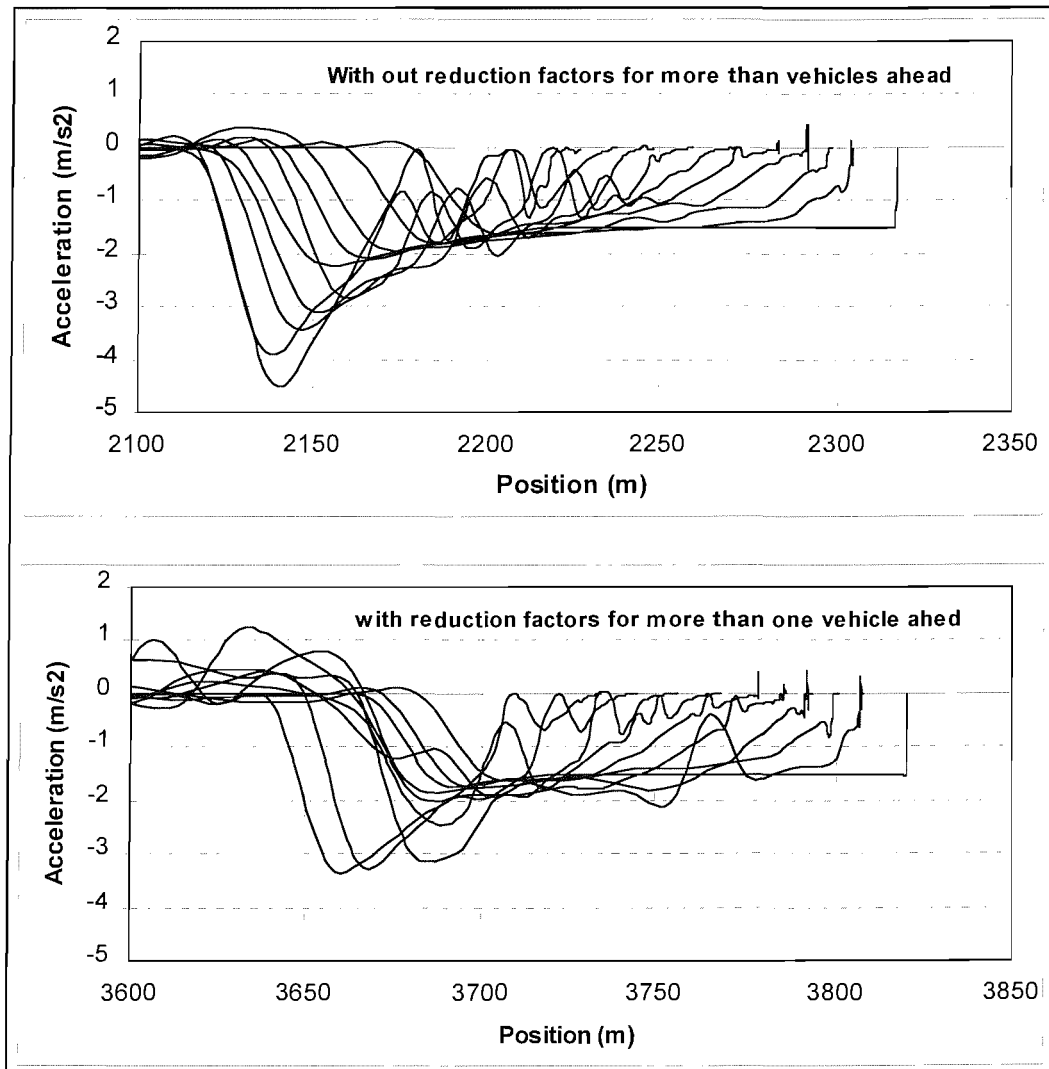 2
With out reduction factors for more than vehicles ahead
1
0
-1
-2
-3
-4
-5
Acceleration (m/s2)
2100 2150 2200 2250 2300 2350
Position (m)
2
with reduction factors for more than one vehicle ahed
1
0
-1
-2
-3
-4
-5
Acceleration (m/s2)
3600 3650 3700 3750 3800 3850
Position (m)